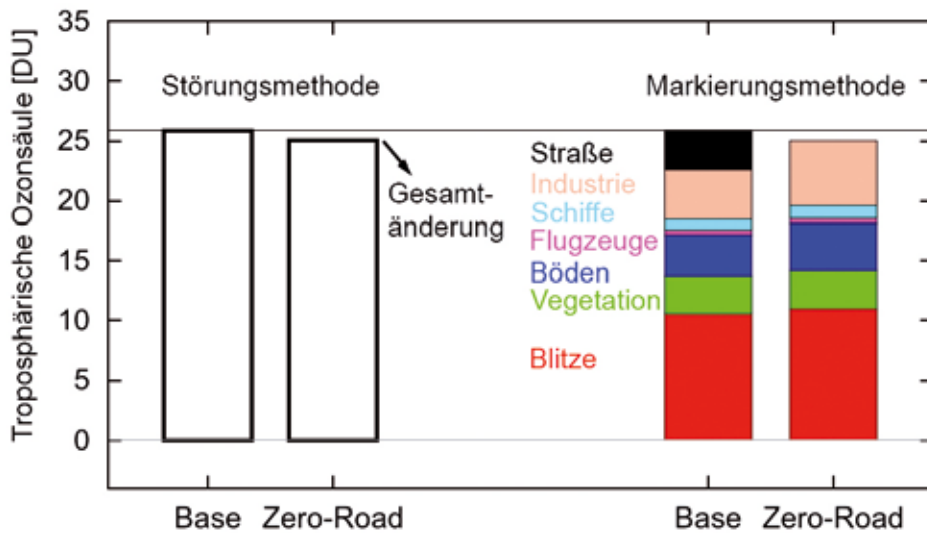 Troposphärische Ozonsäule [DU]
35
30
25
20
15
10
5
0
Störungsmethode
Gesamt-
änderung
Markierungsmethode
Straße
Industrie
Schiffe
Flugzeuge
Böden
Vegetation
Blitze
Base Zero-Road
Base Zero-Road